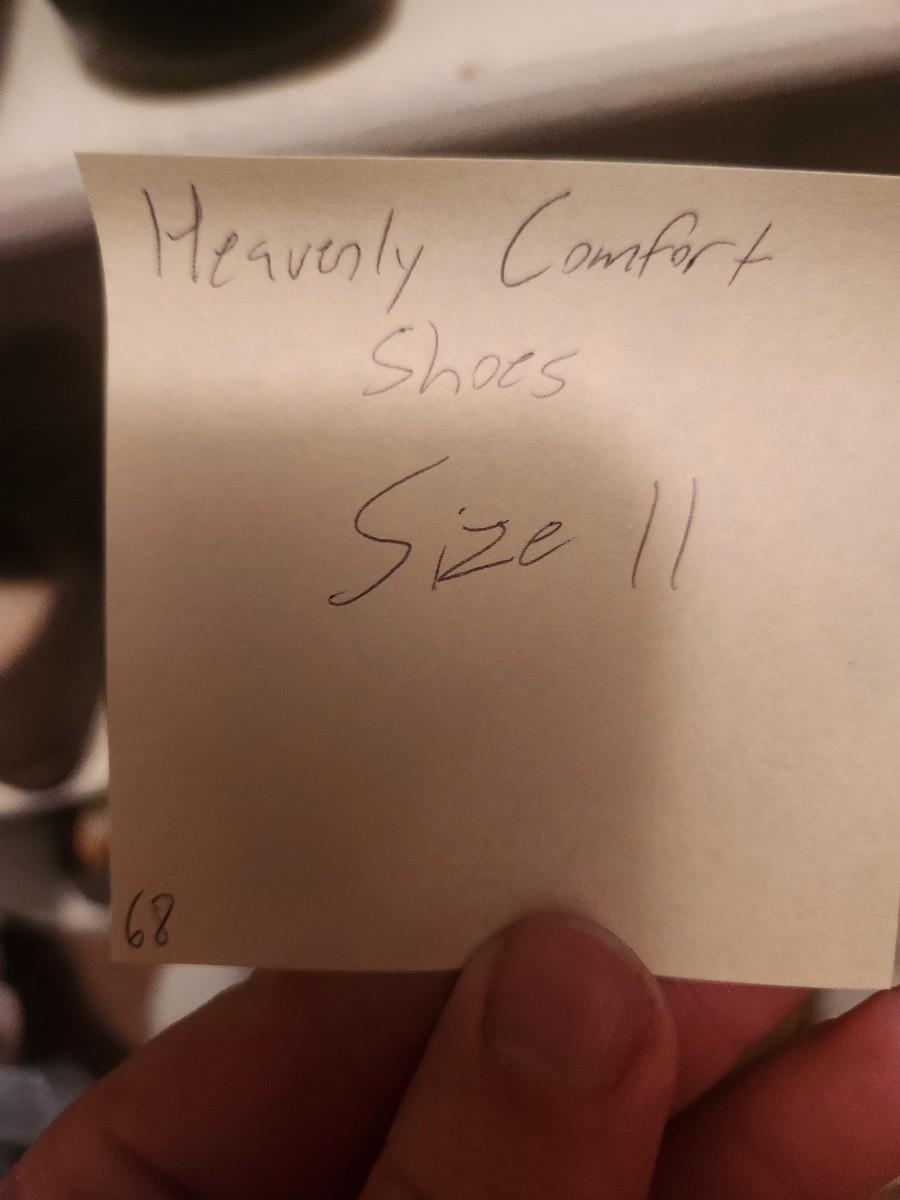 Heavenly Comfort
Shoes
Size 11
68